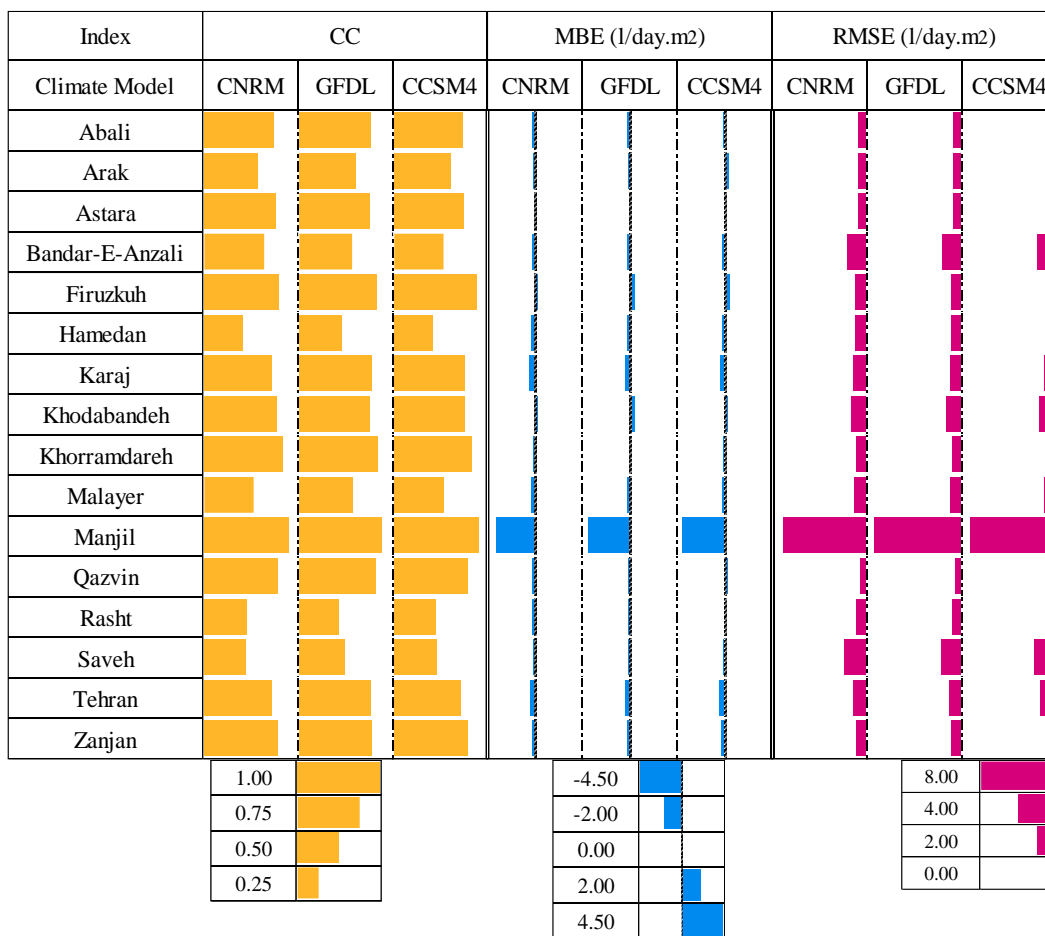 Index CC MBE (l/day.m2) RMSE (l/day.m2)
Climate Model CNRM GFDL CCSM4 CNRM GFDL CCSM4 CNRM GFDL CCSM4
Abali
Arak
Astara
Bandar-E-Anzali
Firuzkuh
Hamedan
Karaj
Khodabandeh
Khorramdareh
Malayer
Manjil
Qazvin
Rasht
Saveh
Tehran
Zanjan
1.00 -4.50 8.00
0.75 -2.00 4.00
0.50 0.00 2.00
0.25 2.00 0.00
4.50